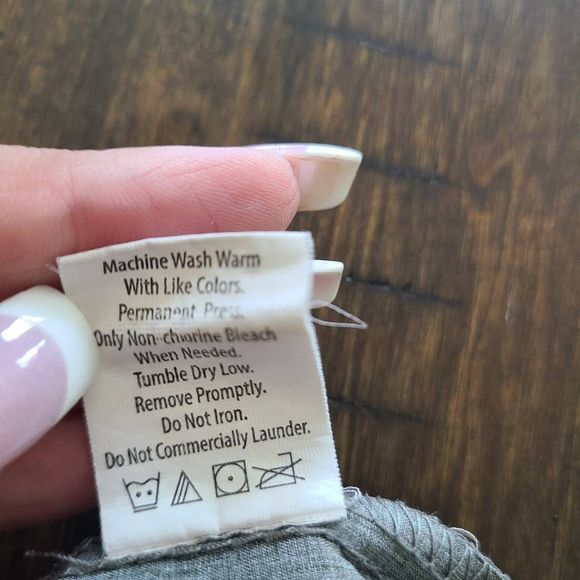 Machine Wash Warm
With Like Colors.
Permanent Press.
Only Non-chlorine Bleach
When Needed.
Tumble Dry Low.
Remove Promptly.
Do Not Iron.
Do Not Commercially Launder.